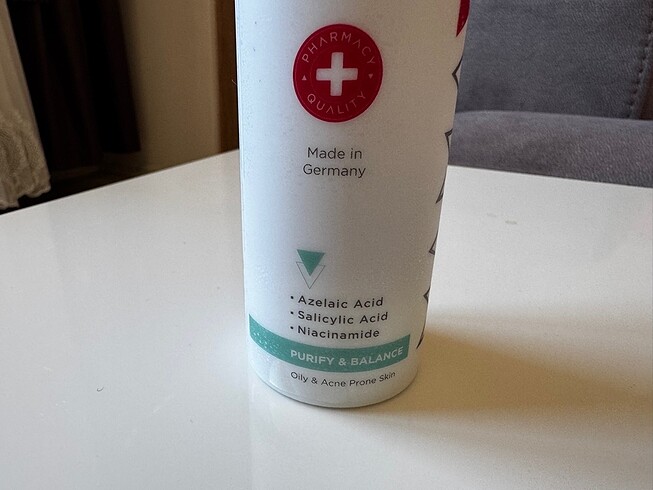 PHARMACY
QUALITY
Made in
Germany
• Azelaic Acid
• Salicylic Acid
• Niacinamide
PURIFY & BALANCE
Oily & Acne Prone Skin